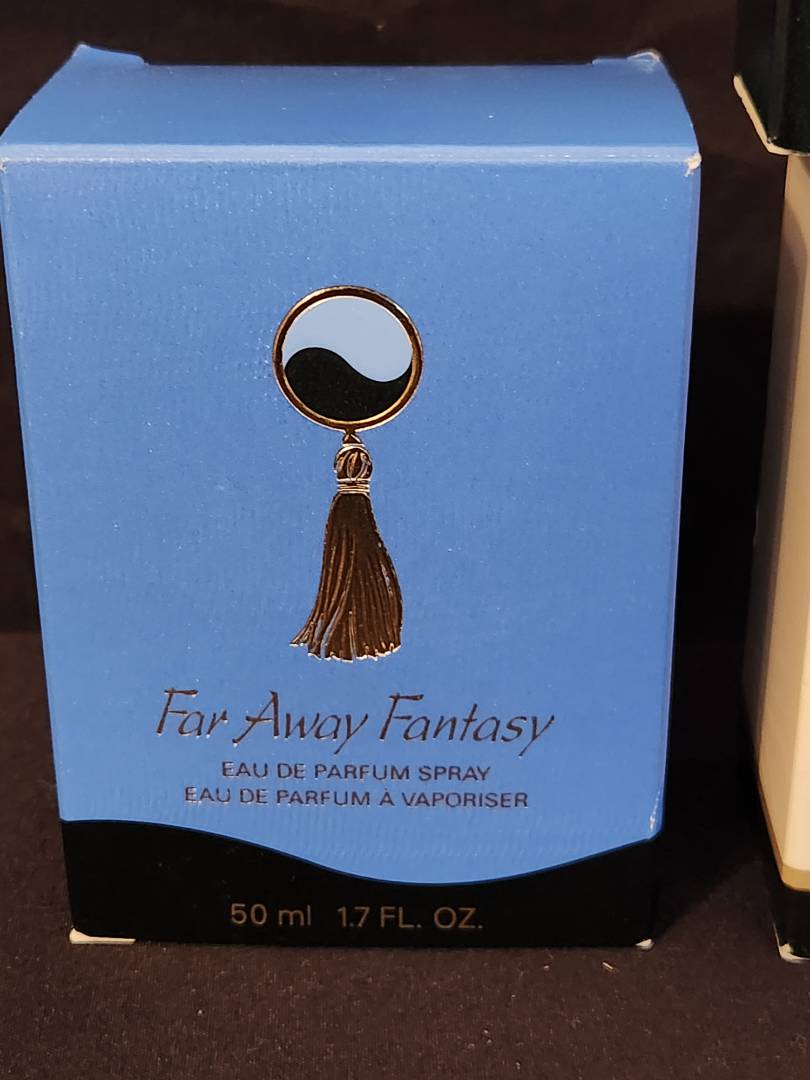 Far Away Fantasy
EAU DE PARFUM SPRAY
EAU DE PARFUM À VAPORISER
50 ml 1.7 FL. OZ.